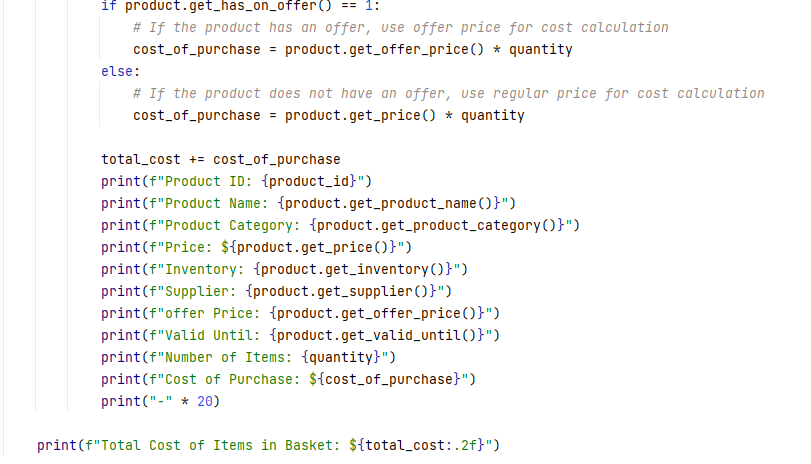 if product.get_has_on_offer() == 1:
# If the product has an offer, use offer price for cost calculation
cost_of_purchase = product.get_offer_price() * quantity
else:
# If the product does not have an offer, use regular price for cost calculation
cost_of_purchase = product.get_price() * quantity
total_cost += cost_of_purchase
print(f"Product ID: {product_id}")
print(f"Product Name: {product.get_product_name()}")
print(f"Product Category: {product.get_product_category()}")
print(f"Price: ${product.get_price()}")
print(f"Inventory: {product.get_inventory()}")
print(f"Supplier: {product.get_supplier()}")
print(f"offer Price: {product.get_offer_price()}")
print(f"Valid Until: {product.get_valid_until()}")
print(f"Number of Items: {quantity}")
print(f"Cost of Purchase: ${cost_of_purchase}")
print("-" * 20)
print(f"Total Cost of Items in Basket: ${total_cost:.2f}")